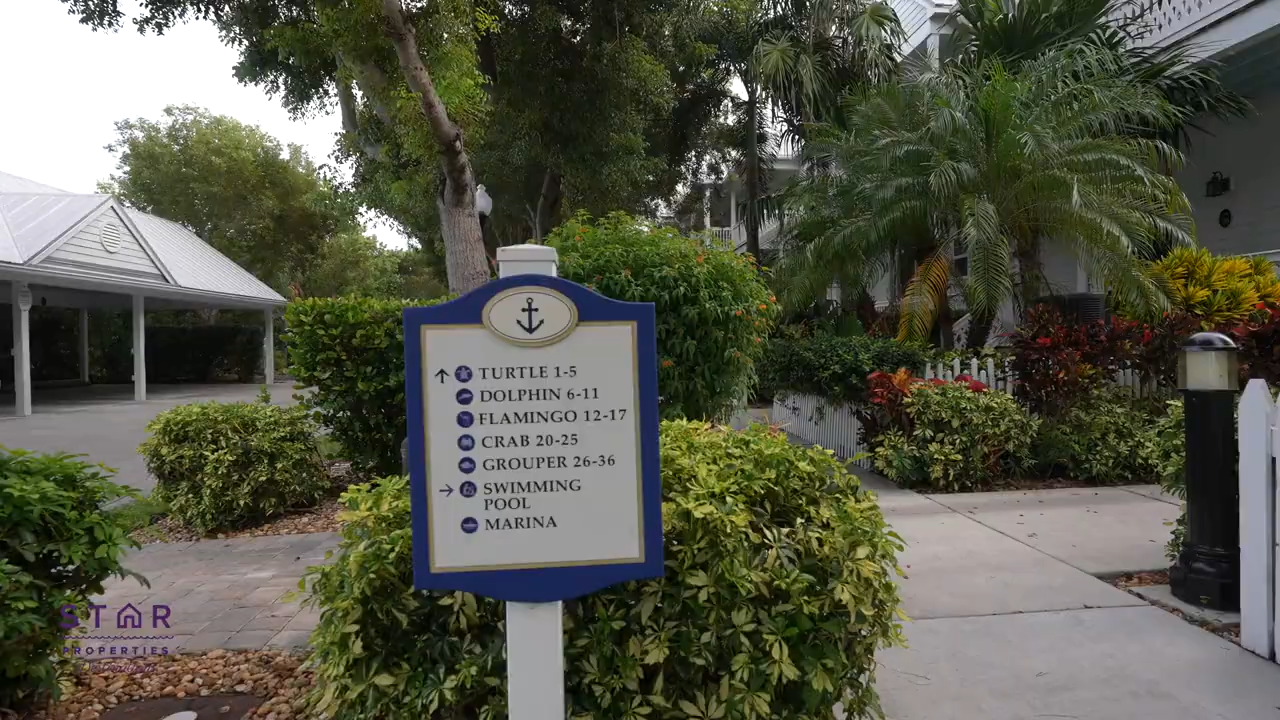 TURTLE 1-5
DOLPHIN 6-11
FLAMINGO 12-17
CRAB 20-25
GROUPER 26-36
SWIMMING
POOL
MARINA
STAR
PROPERTIES